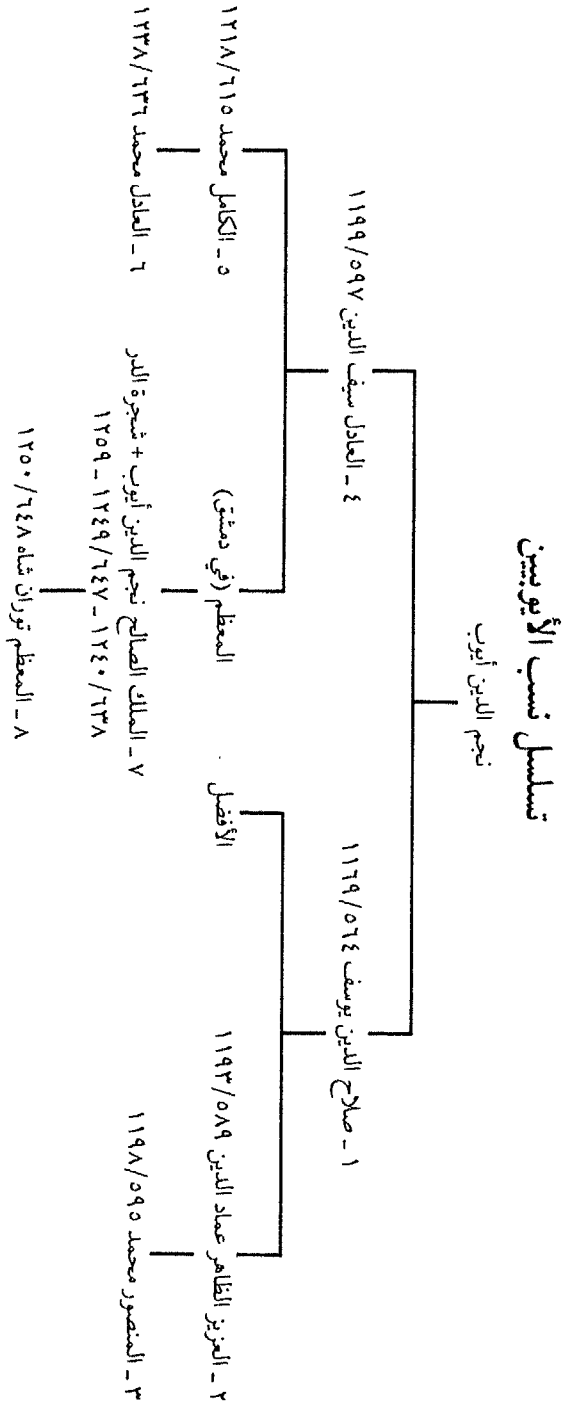 تسلسل نسب الأيوبيين
نجم الدين أيوب
١ - صلاح الدين يوسف ٥٦٤/١١٦٩
٤ - العادل سيف الدين ٥٩٧/١١٩٩
٢ - العزيز الظاهر عماد الدين ٥٨٩/١١٩٣
الأفضل
المعظم (في دمشق)
٥ - الكامل محمد ٦١٥/١٢١٨
٣ - المنصور محمد ٥٩٥/١١٩٨
٧ - الملك الصالح نجم الدين أيوب + شجرة الدر
٦٣٨/١٢٤٠ - ٦٤٧/١٢٤٩ - ١٢٥٩
٦ - العادل محمد ٦٣٦/١٢٣٨
٨ - المعظم توران شاه ٦٤٨/١٢٥٠